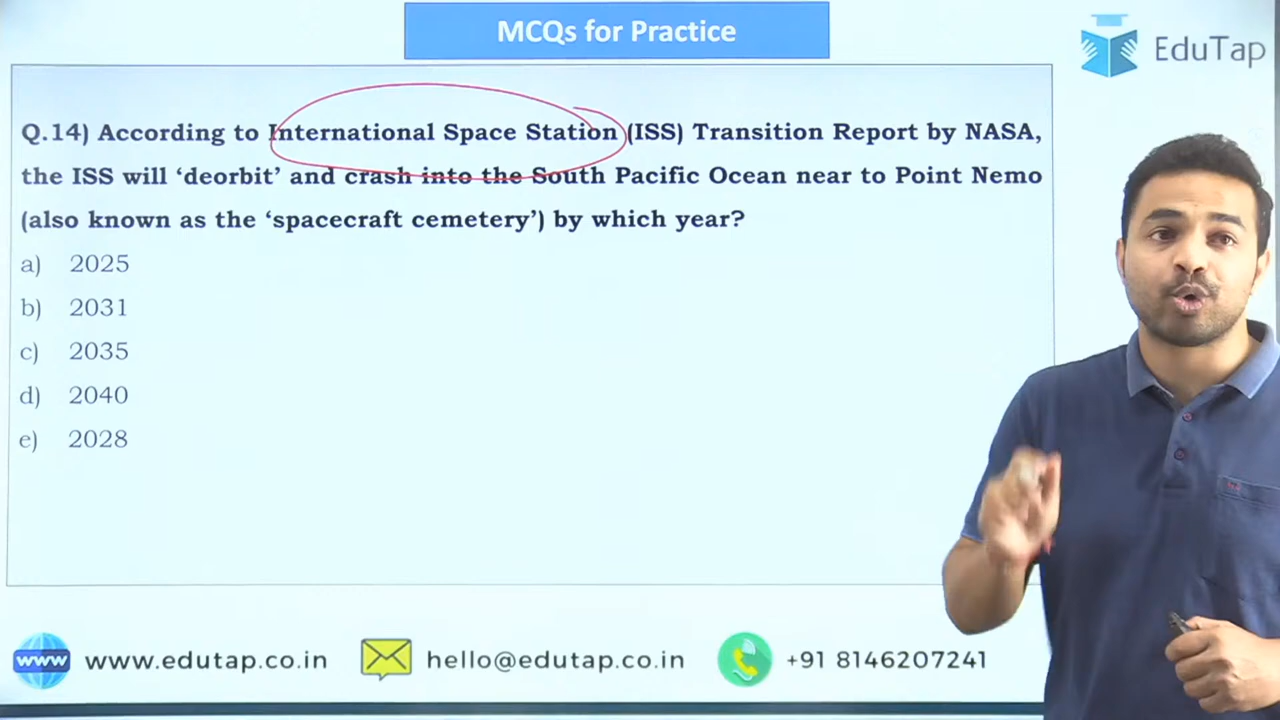 MCQs for Practice
EduTap
Q.14) According to International Space Station (ISS) Transition Report by NASA,
the ISS will ‘deorbit’ and crash into the South Pacific Ocean near to Point Nemo
(also known as the ‘spacecraft cemetery’) by which year?
a) 2025
b) 2031
c) 2035
d) 2040
e) 2028
www www.edutap.co.in hello@edutap.co.in +91 8146207241